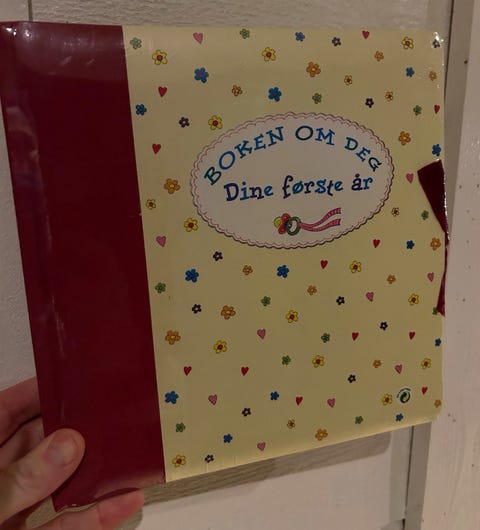 BOKEN OM DEG
Dine første år